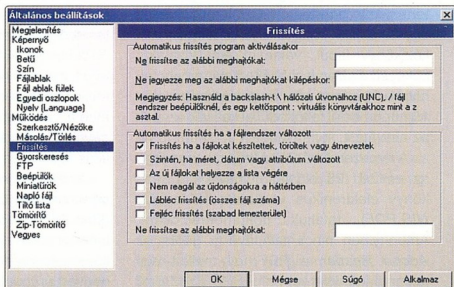 Általános beállítások
Megjelenítés
Képernyő
Ikonok
Betű
Szín
Fájlablak
Fájl ablak fülek
Egyedi oszlopok
Nyelv (Language)
Működés
Szerkesztő/Nézőke
Másolás/Törlés
Frissítés
Gyorskeresés
FTP
Beépülők
Miniatűrök
Napló fájl
Tiltó lista
Tömörítő
Zip-Tömörítő
Vegyes
Frissítés
Automatikus frissítés program aktiválásakor
Ne frissítse az alábbi meghajtókat:
Ne jegyezze meg az alábbi meghajtókat kilépéskor:
Megjegyzés: Használd a backslash-t \ hálózati útvonalhoz (UNC), / fájl
rendszer beépülőknél, és egy kettőspont : virtuális könyvtárakhoz mint a z
asztal.
Automatikus frissítés ha a fájlrendszer változott
Frissítés ha a fájlokat készítettek, töröltek vagy átneveztek
Szintén, ha méret, dátum vagy attribútum változott
Az új fájlokat helyezze a lista végére
Nem reagál az újdonságokra a háttérben
Lábléc frissítés (összes fájl száma)
Fejléc frissítés (szabad lemezterület)
Ne frissítse az alábbi meghajtókat:
OK Mégse Súgó Alkalmaz